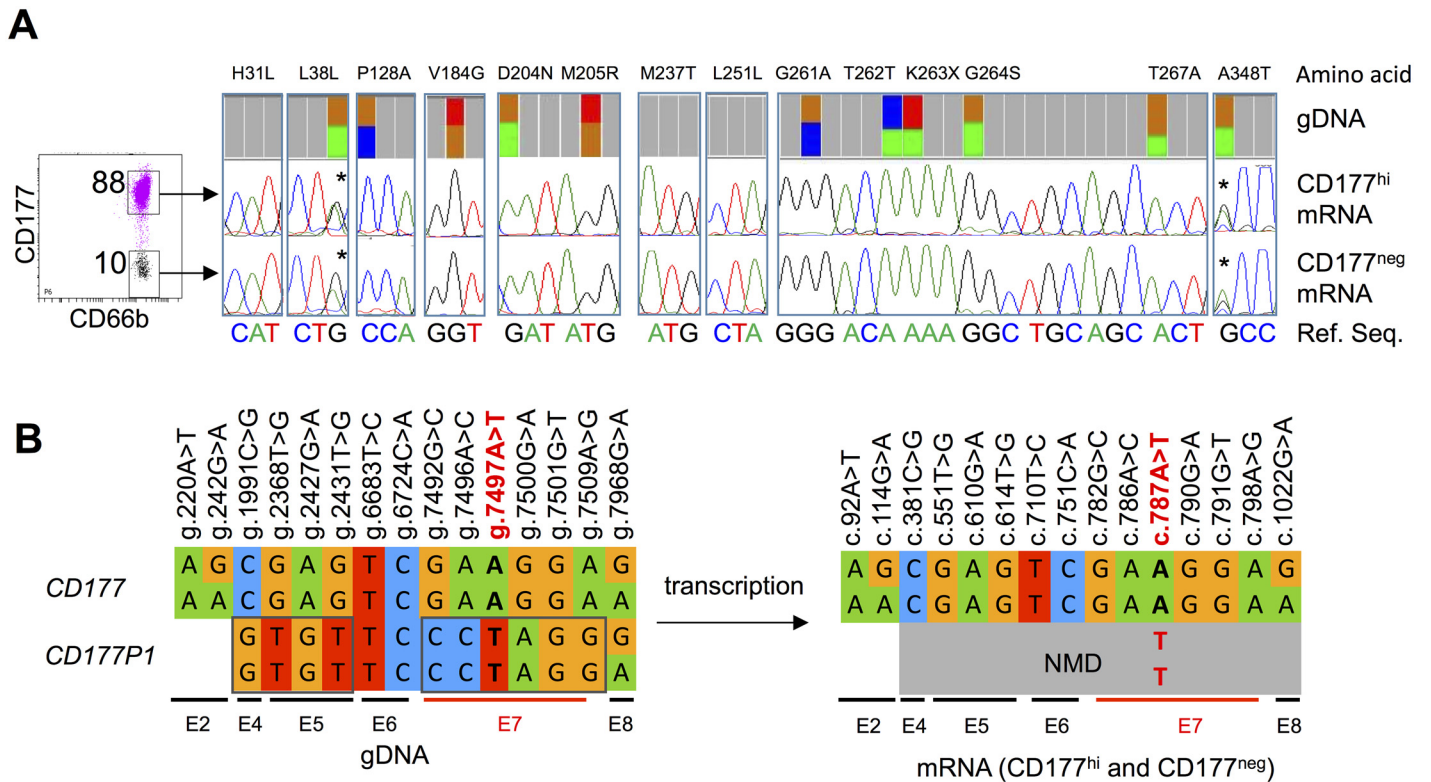 A
H31L L38L P128A V184G D204N M205R M237T L251L G261A T262T K263X G264S T267A A348T Amino acid
gDNA
CD177
88
*
*
CD177hi
mRNA
10
*
*
CD177neg
mRNA
P6
CD66b
CAT CTG CCA GGT GAT ATG ATG CTA GGG ACA AAA GGC TGCAGC ACT GCC Ref. Seq.
B
g.220A>T
g.242G>A
g.1991C>G
g.2368T>G
g.2427G>A
g.2431T>G
g.6683T>C
g.6724C>A
g.7492G>C
g.7496A>C
g.7497A>T
g.7500G>A
g.7501G>T
g.7509A>G
g.7968G>A
CD177
A G C G A G T C G A A G G A G
A A C G A G T C G A A G G A A
CD177P1
G T G T T C C C T A G G G
G T G T T C C C T A G G A
E2 E4 E5 E6 E7 E8
gDNA
transcription
c.92A>T
c.114G>A
c.381C>G
c.551T>G
c.610G>A
c.614T>G
c.710T>C
c.751C>A
c.782G>C
c.786A>C
c.787A>T
c.790G>A
c.791G>T
c.798A>G
c.1022G>A
A G C G A G T C G A A G G A G
A A C G A G T C G A A G G A A
T
NMD
T
E2 E4 E5 E6 E7 E8
mRNA (CD177hi and CD177neg)